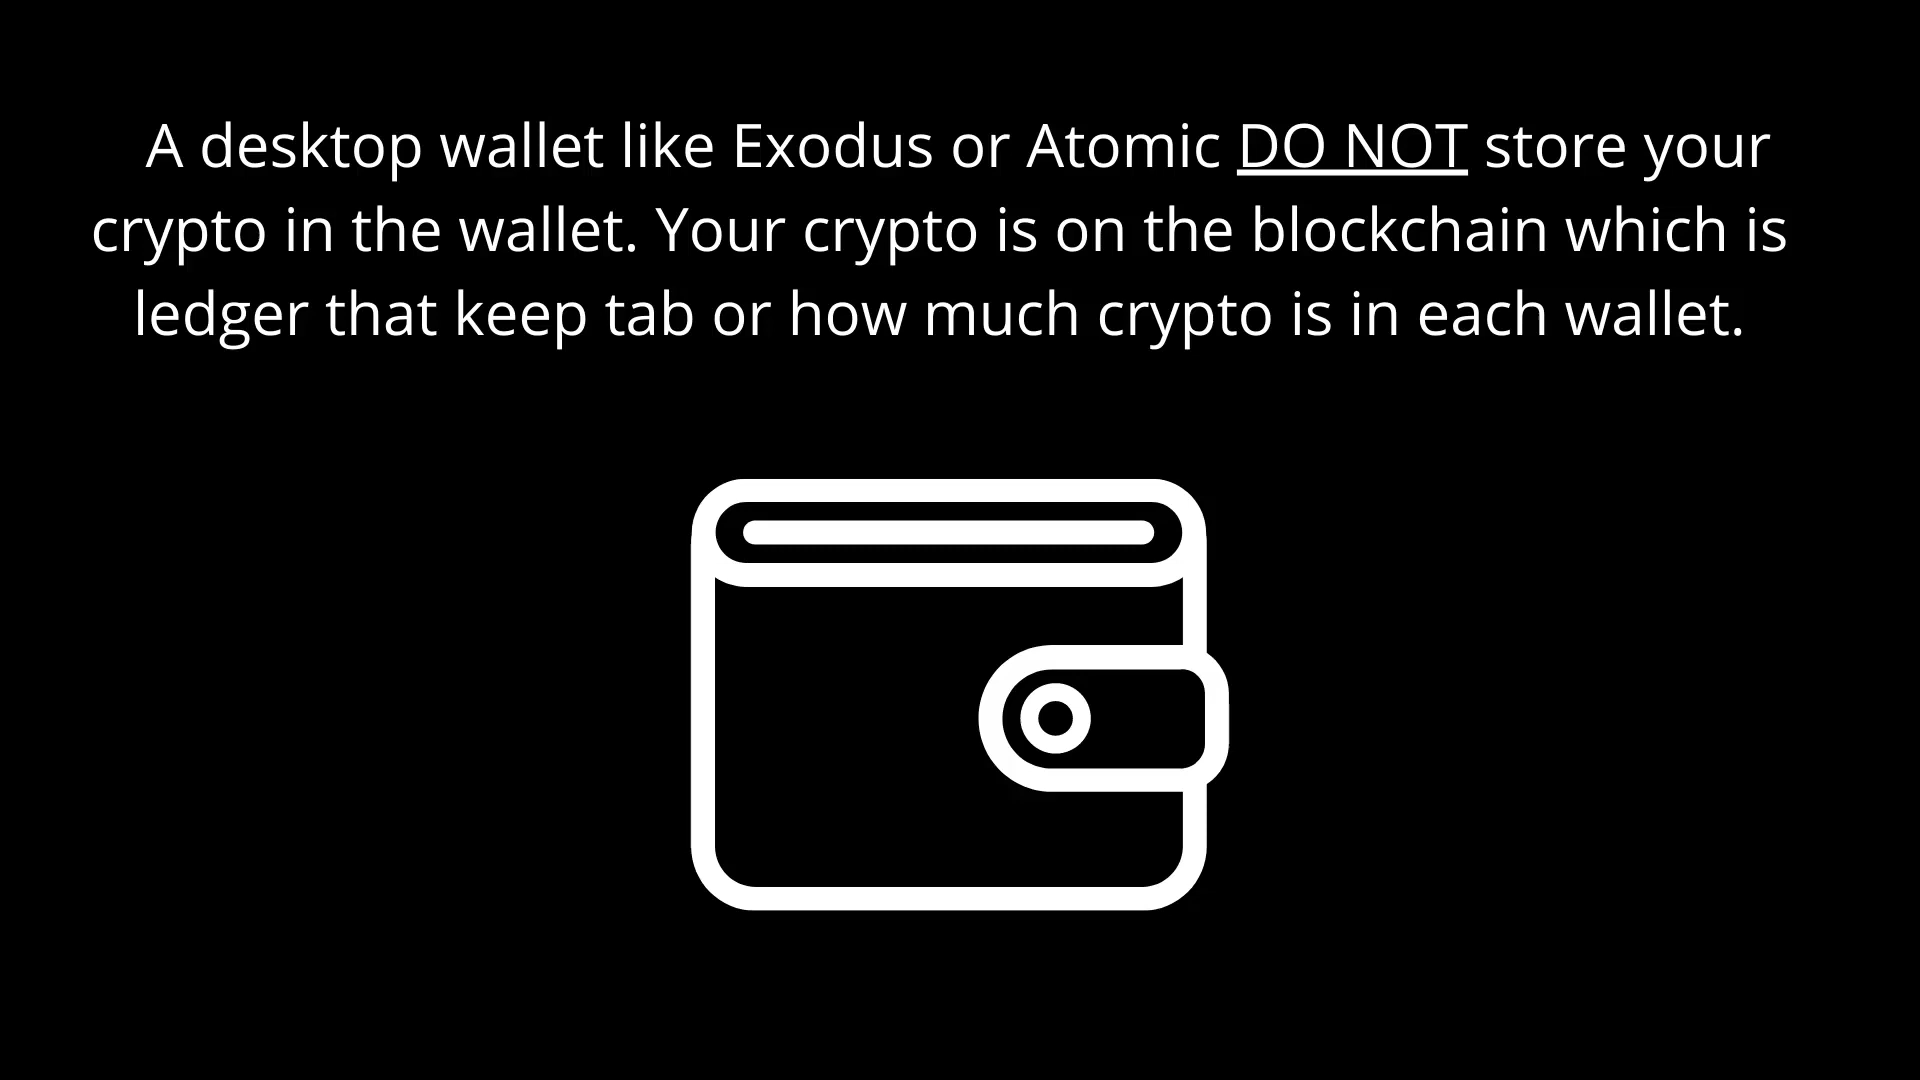 A desktop wallet like Exodus or Atomic DO NOT store your
crypto in the wallet. Your crypto is on the blockchain which is
ledger that keep tab or how much crypto is in each wallet.